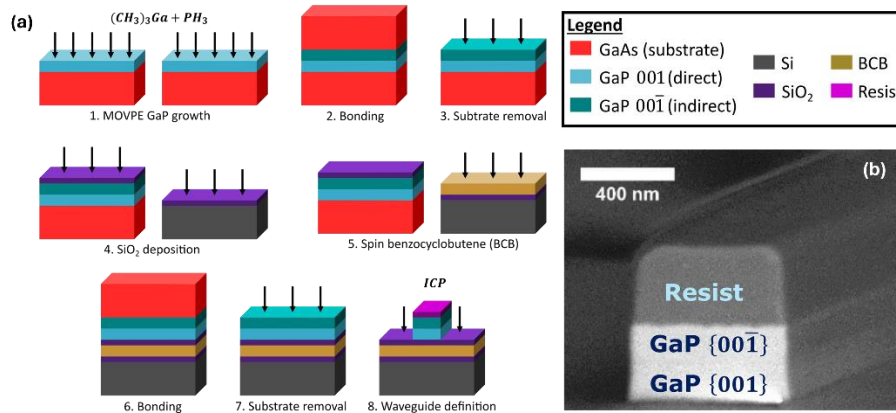 (a)
(CH₃)₃Ga + PH₃
1. MOVPE GaP growth
2. Bonding
3. Subtrate removal
4. SiO₂ deposition
5. Spin benzocyclobutene (BCB)
6. Bonding
7. Substrate removal
ICP
8. Waveguide definition
Legend
GaAs (substrate)
GaP 001 (direct)
GaP 001̅ (indirect)
Si
SiO₂
BCB
Resis
(b)
400 nm
Resist
GaP {001̅}
GaP {001}